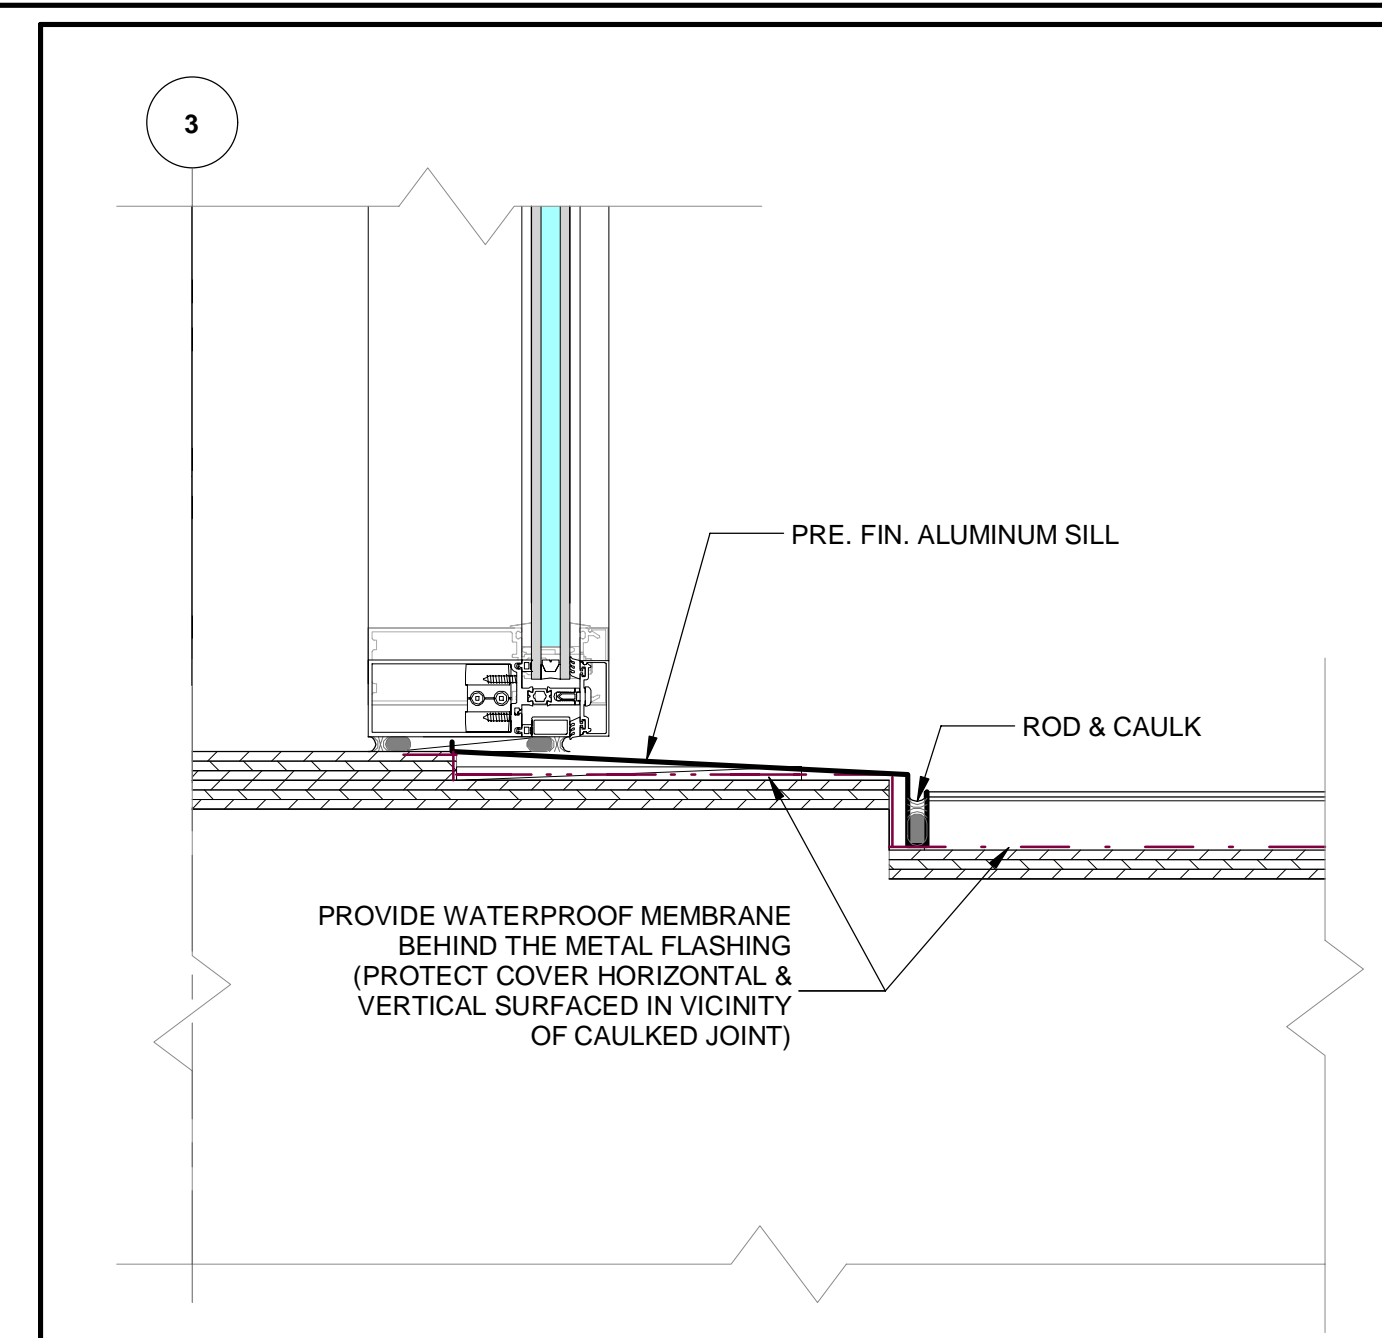 3
PRE. FIN. ALUMINUM SILL
ROD & CAULK
PROVIDE WATERPROOF MEMBRANE
BEHIND THE METAL FLASHING
(PROTECT COVER HORIZONTAL &
VERTICAL SURFACED IN VICINITY
OF CAULKED JOINT)